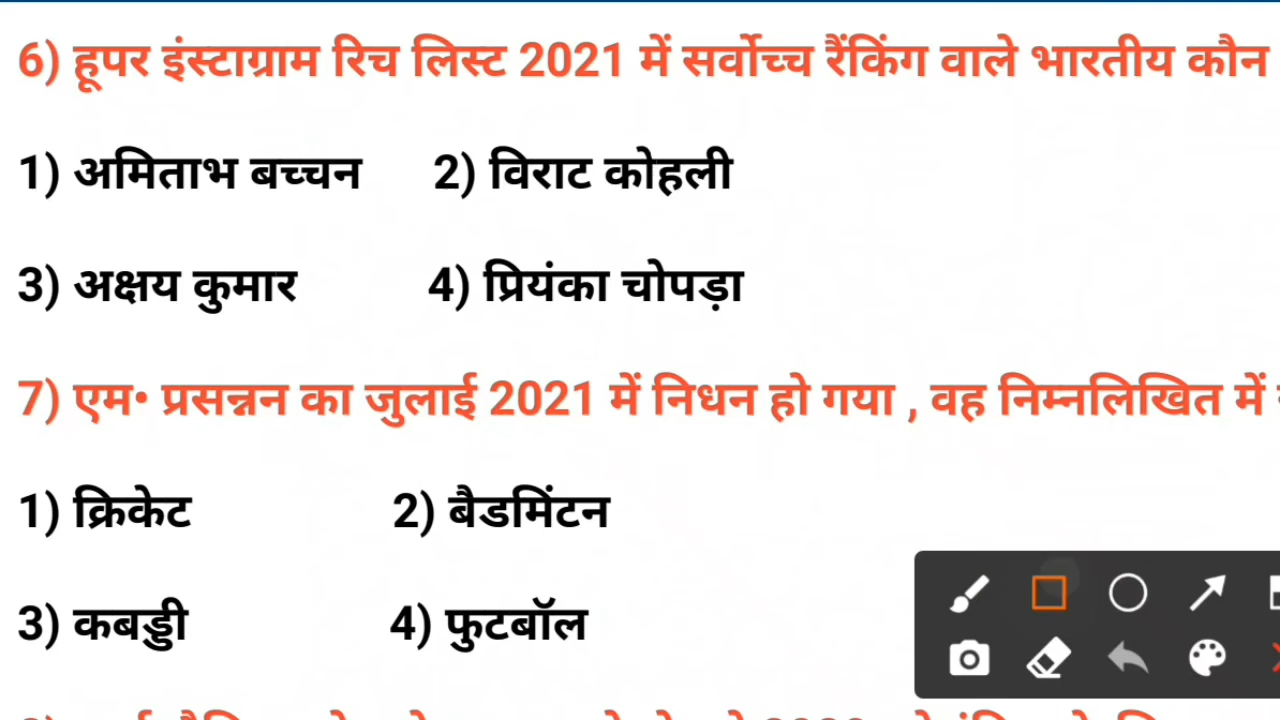 6) हूपर इंस्टाग्राम रिच लिस्ट 2021 में सर्वोच्च रैंकिंग वाले भारतीय कौन
1) अमिताभ बच्चन 2) विराट कोहली
3) अक्षय कुमार 4) प्रियंका चोपड़ा
7) एम• प्रसन्नन का जुलाई 2021 में निधन हो गया , वह निम्नलिखित में
1) क्रिकेट 2) बैडमिंटन
3) कबड्डी 4) फुटबॉल